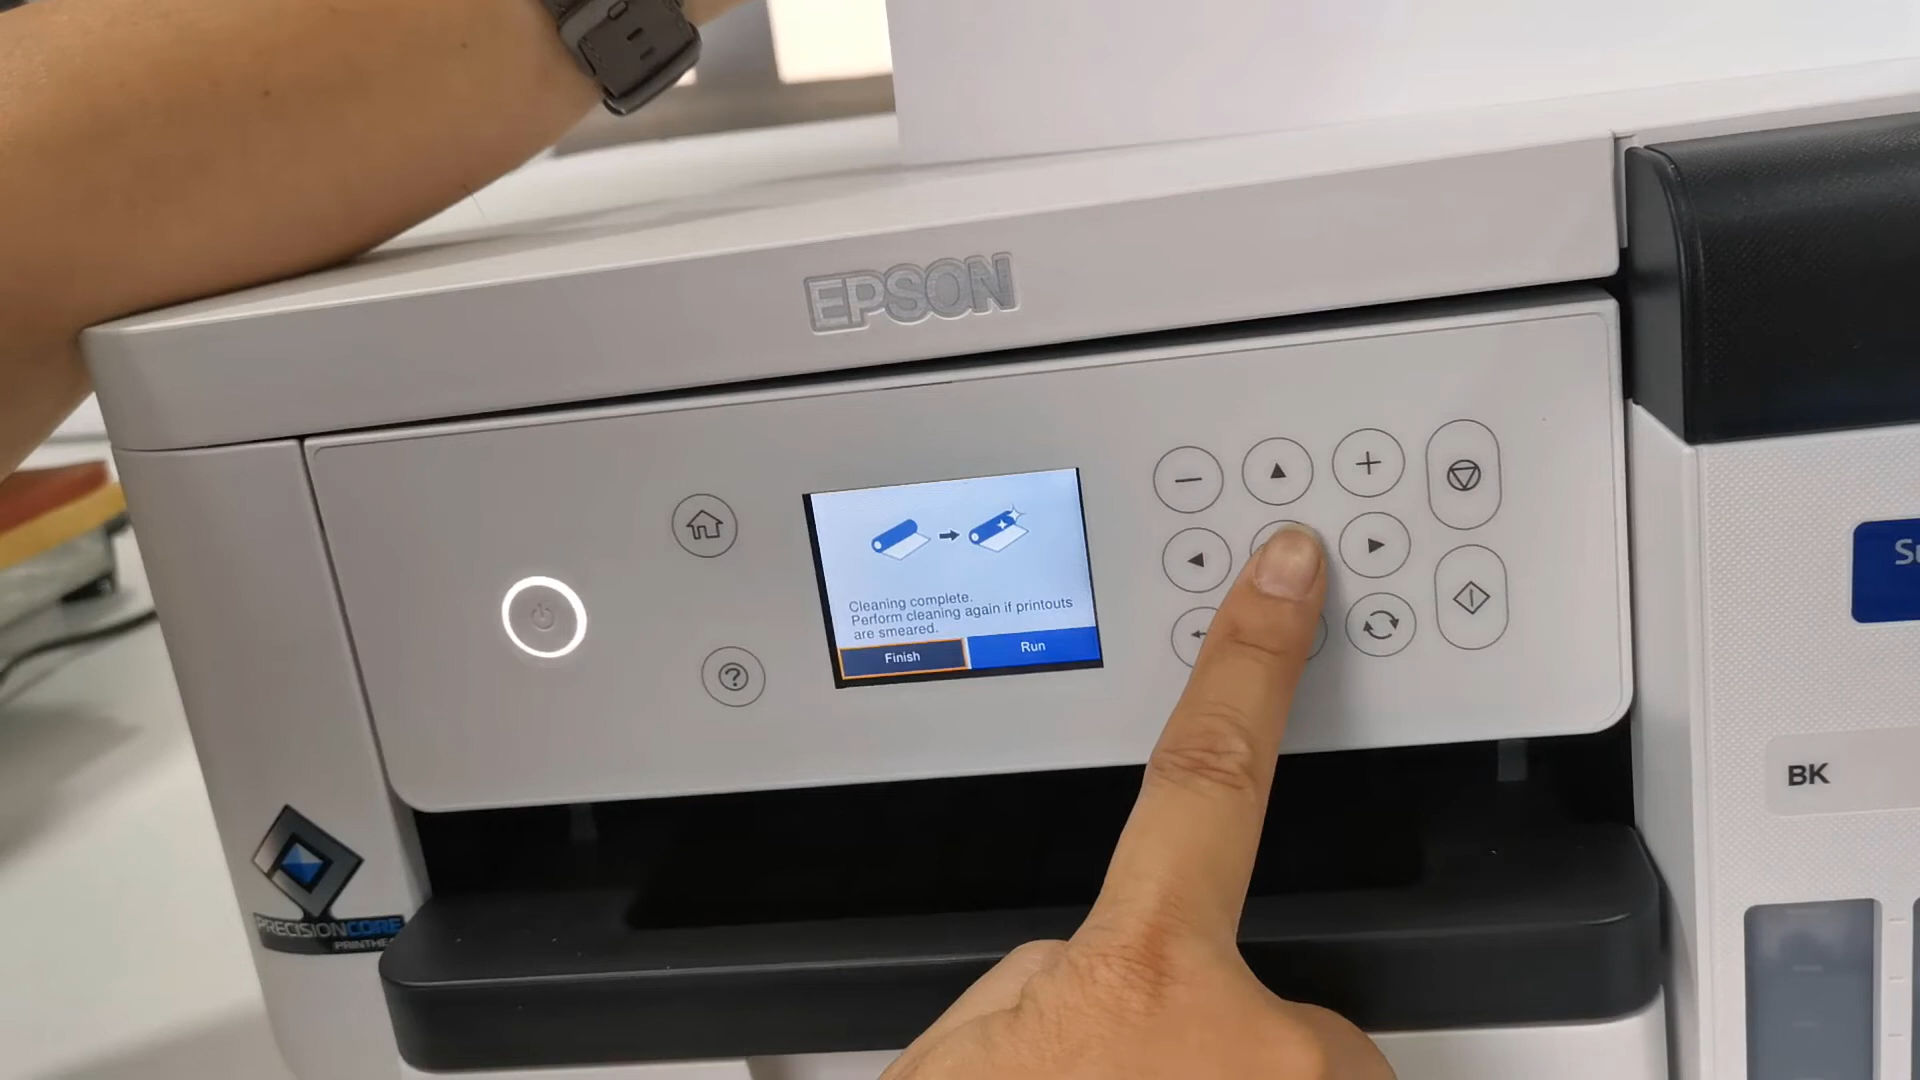 EPSON
Cleaning complete.
Perform cleaning again if printouts
are smeared.
Finish
Run
BK
PRECISIONCORE